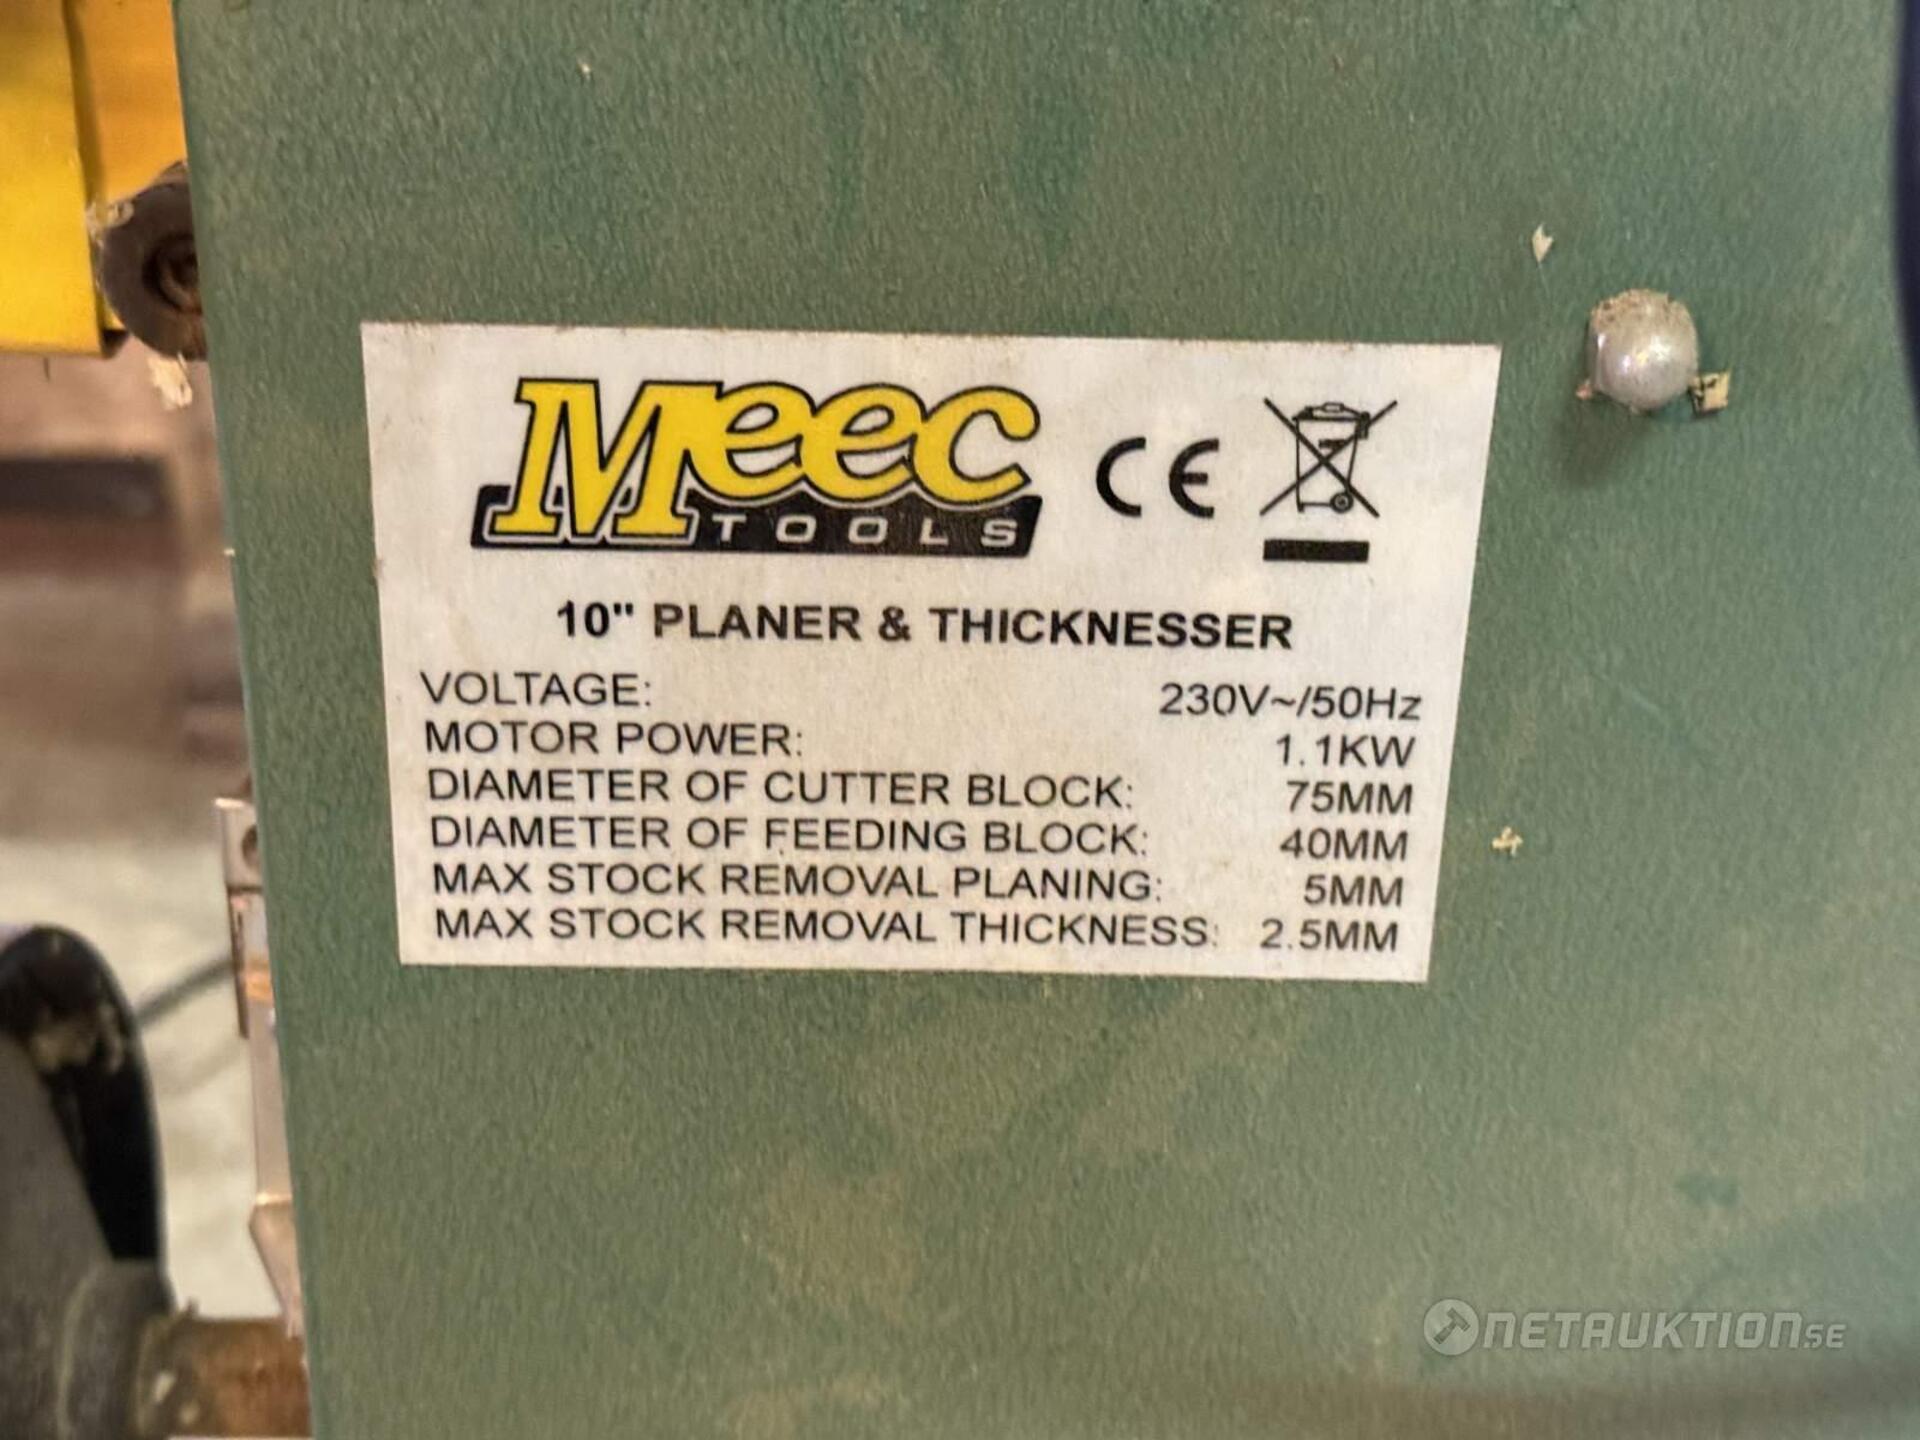 Meec
TOOLS
CE
10" PLANER & THICKNESSER
VOLTAGE: 230V~/50Hz
MOTOR POWER: 1.1KW
DIAMETER OF CUTTER BLOCK: 75MM
DIAMETER OF FEEDING BLOCK: 40MM
MAX STOCK REMOVAL PLANING: 5MM
MAX STOCK REMOVAL THICKNESS: 2.5MM
NETAUKTION.SE